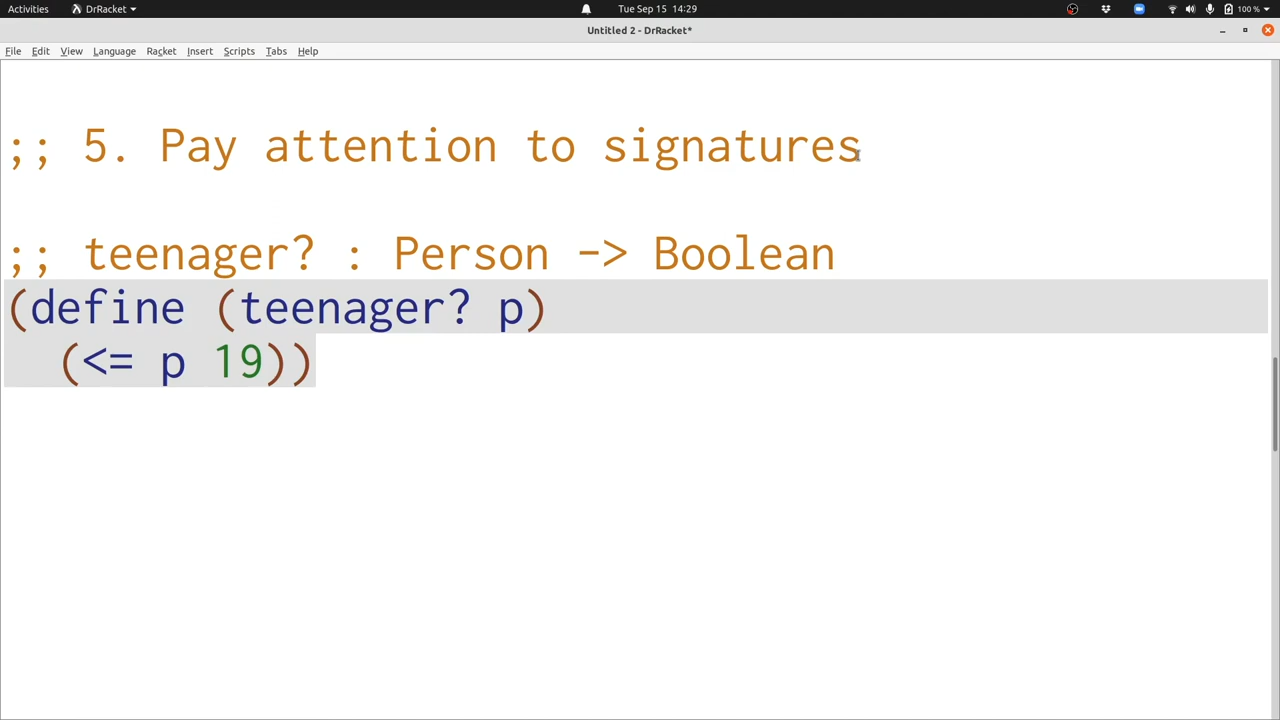 Activities DrRacket Tue Sep 15 14:29 100 %
Untitled 2 - DrRacket*
File Edit View Language Racket Insert Scripts Tabs Help
;; 5. Pay attention to signatures
;; teenager? : Person -> Boolean
(define (teenager? p)
(<= p 19))